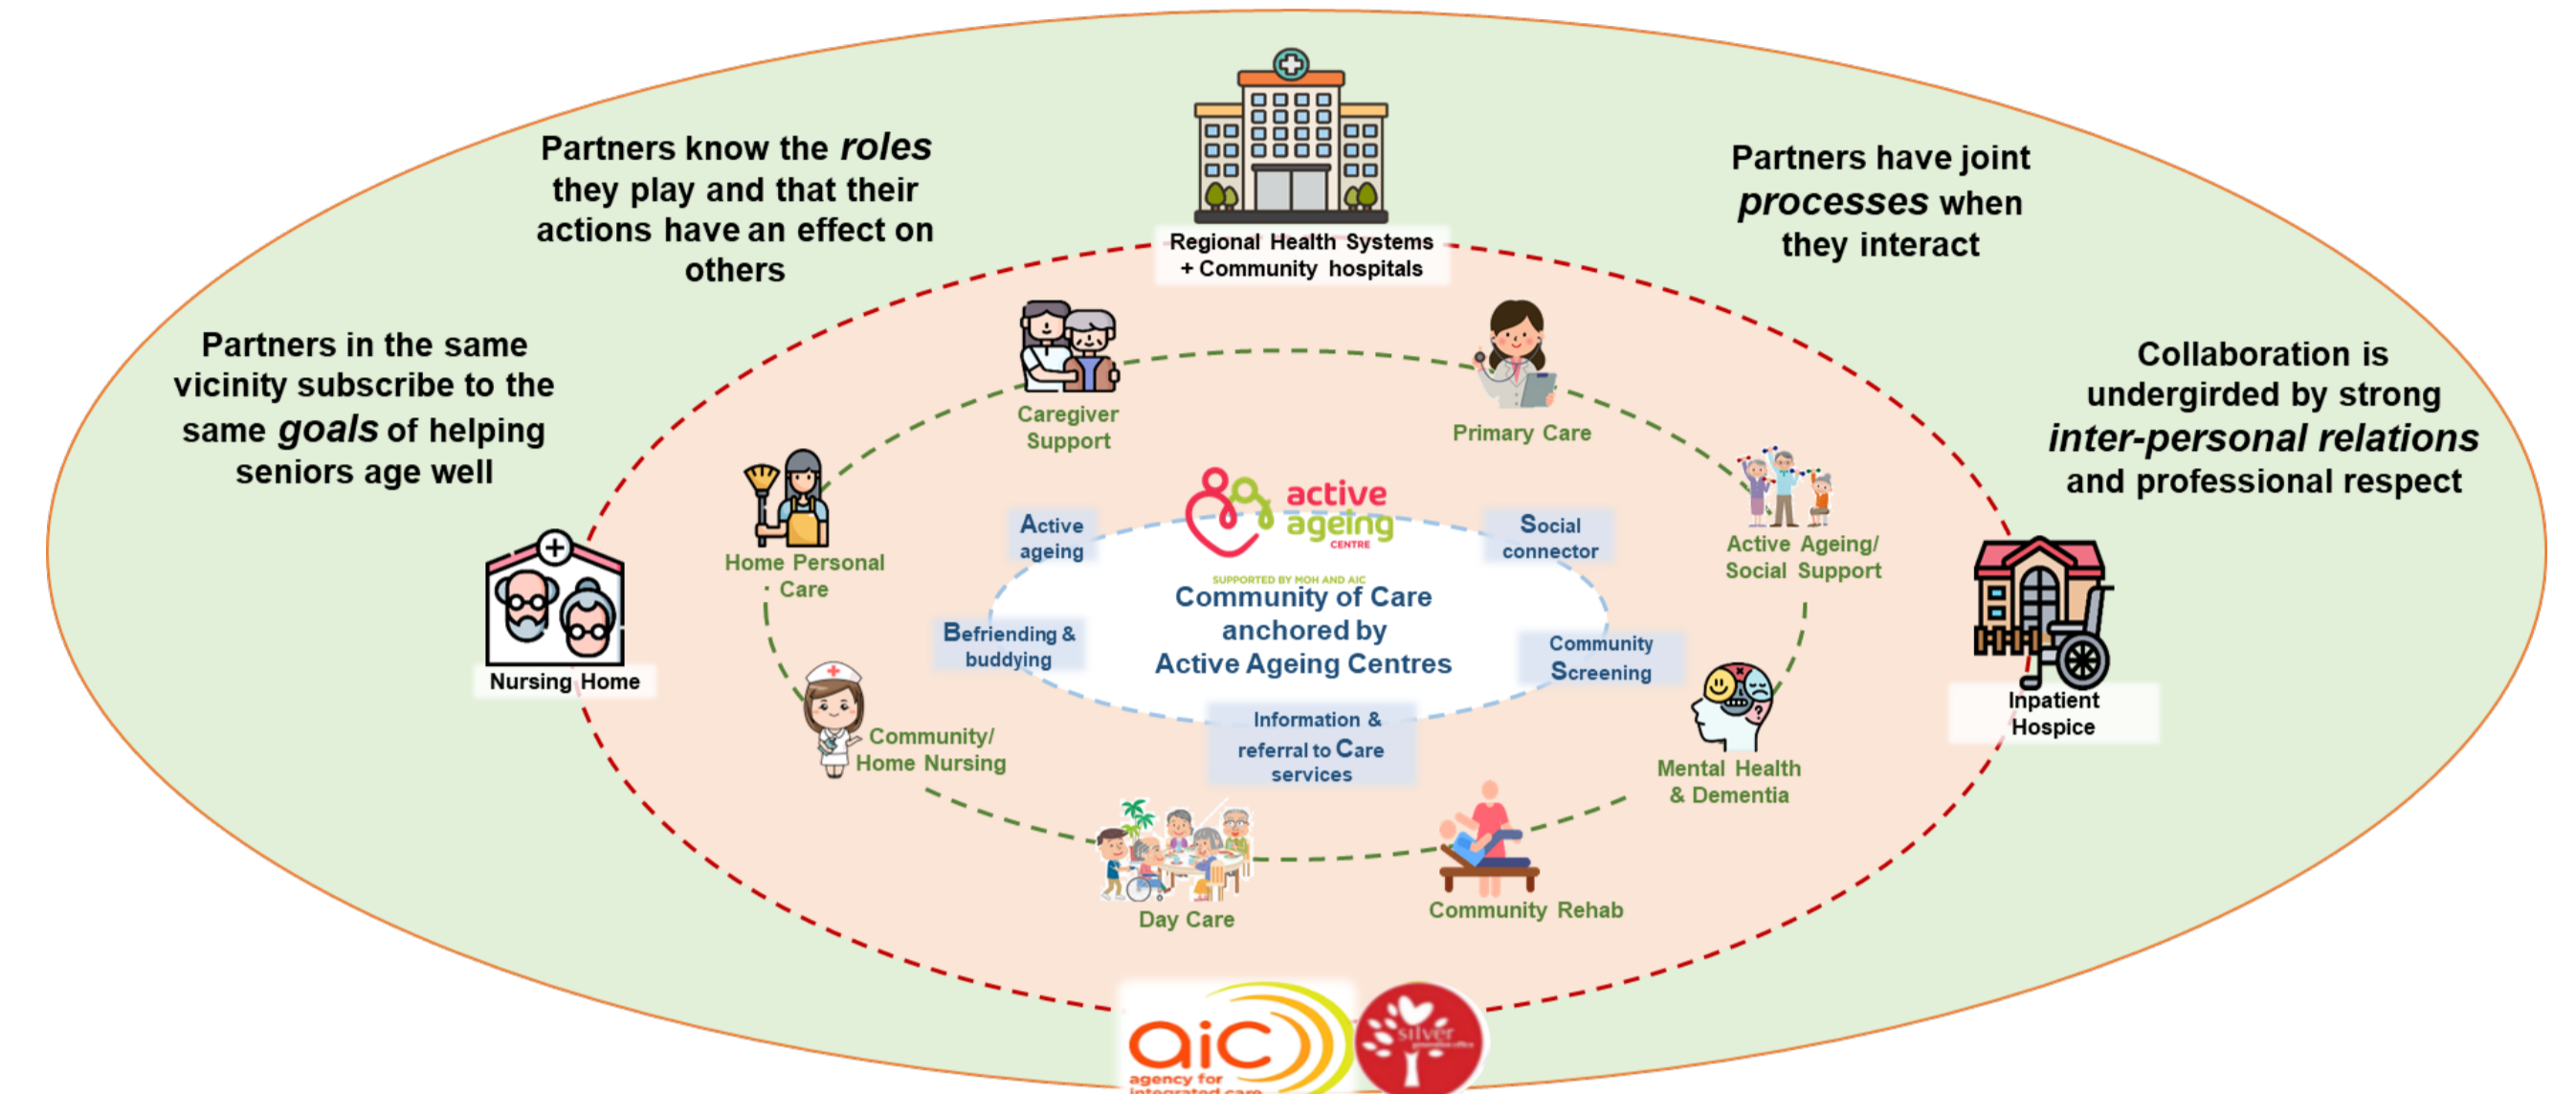 Partners know the roles
they play and that their
actions have an effect on
others
Partners have joint
processes when
they interact
Regional Health Systems
+ Community hospitals
Partners in the same
vicinity subscribe to the
same goals of helping
seniors age well
Collaboration is
undergirded by strong
inter-personal relations
and professional respect
Caregiver
Support
Primary Care
Home Personal
Care
Active Ageing/
Social Support
Active
ageing
active
ageing
CENTRE
Social
connector
SUPPORTED BY MOH AND AIC
Community of Care
anchored by
Active Ageing Centres
Befriending &
buddying
Community
Screening
Information &
referral to Care
services
Nursing Home
Inpatient
Hospice
Community/
Home Nursing
Mental Health
& Dementia
Day Care
Community Rehab
aic
agency for
integrated care
silver
generation office